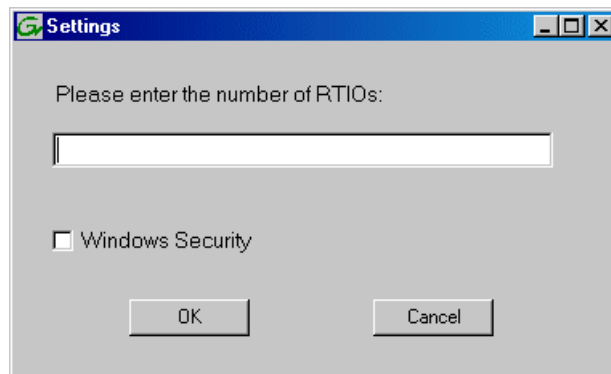 Settings
Please enter the number of RTIOs:
Windows Security
OK
Cancel